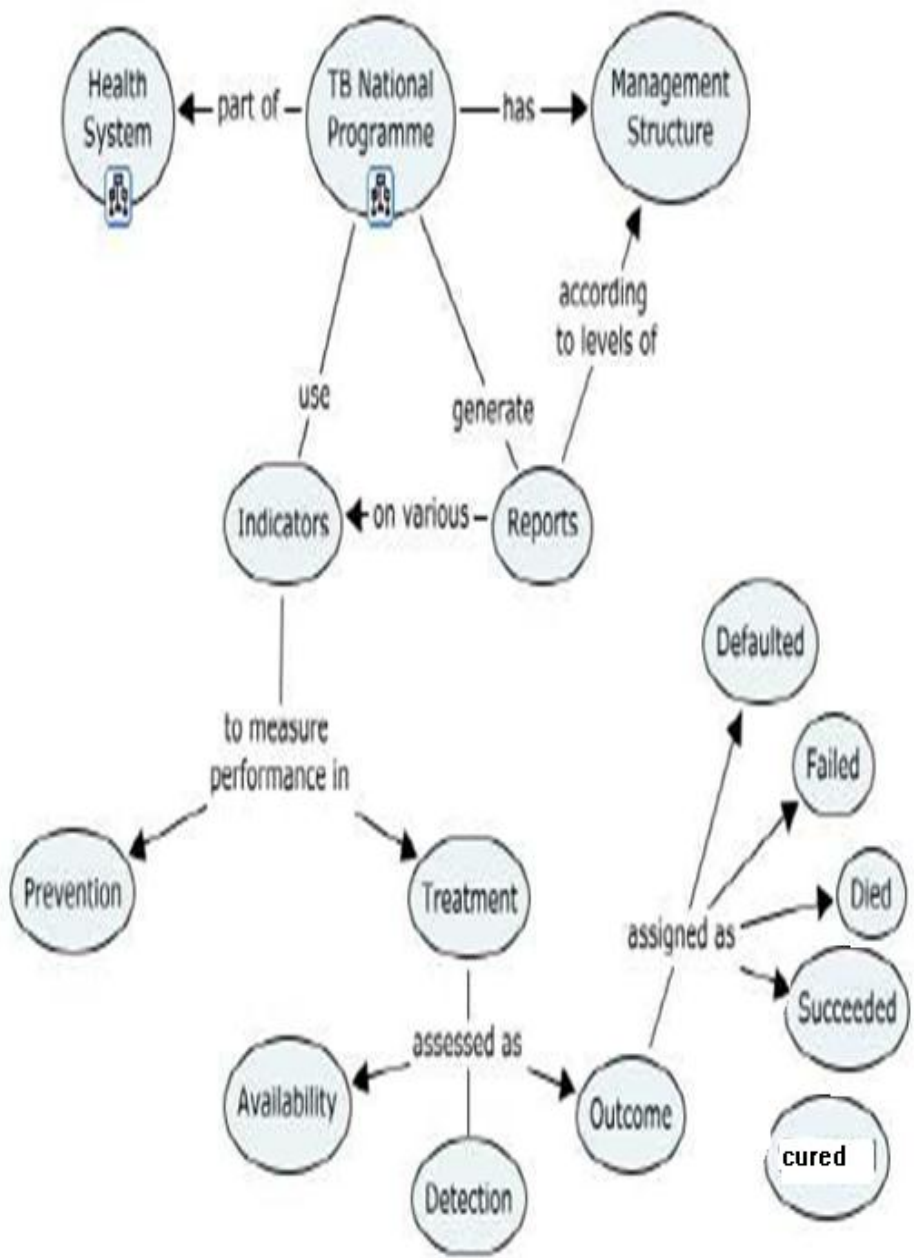 Health
System
part of
TB National
Programme
has
Management
Structure
according
to levels of
use
generate
Indicators
on various
Reports
Defaulted
to measure
performance in
Failed
Prevention
Treatment
Died
assigned as
Succeeded
assessed as
Availability
Outcome
cured
Detection